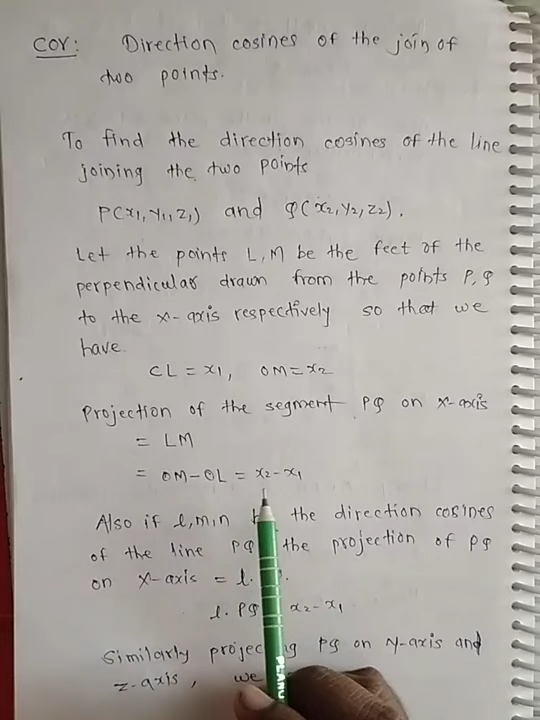 Cor: Direction cosines of the join of
two points.
To find the direction cosines of the line
joining the two points
P(x₁, y₁, z₁) and Q(x₂, y₂, z₂).
Let the points L, M be the feet of the
perpendicular drawn from the points P, Q
to the x-axis respectively so that we
have.
CL = x₁, OM = x₂
Projection of the segment PQ on x-axis
= LM
= OM - OL = x₂ - x₁
Also if l, m, n the direction cosines
of the line PQ the projection of PQ
on x-axis = l.
l. PQ x₂ - x₁
Similarly PQ on y-axis and
z-axis, we